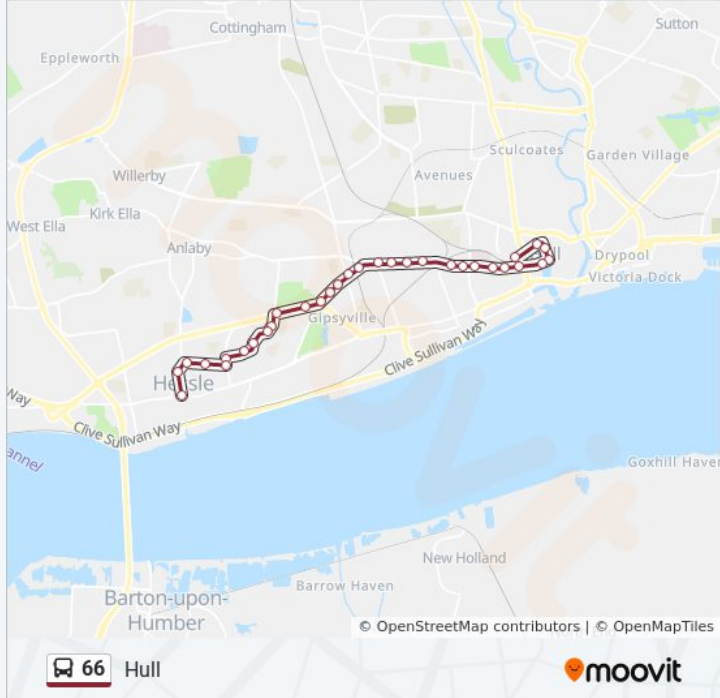 Cottingham
Sutton
Eppleworth
Sculcoates
Garden Village
Avenues
Willerby
Kirk Ella
West Ella
Anlaby
Drypool
Victoria Dock
Gipsyville
Clive Sullivan Way
Way
Clive Sullivan Way
Goxhill Haven
New Holland
Barrow Haven
Barton-upon-
Humber
© OpenStreetMap contributors | © OpenMapTiles
66 Hull
moovit